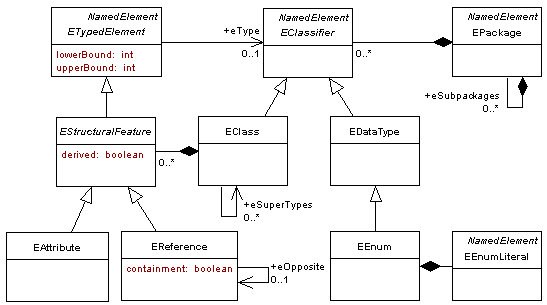 NamedElement
ETypedElement
lowerBound: int
upperBound: int
+eType
0..1
NamedElement
EClassifier
0..*
NamedElement
EPackage
+eSubpackages
0..*
EStructuralFeature
derived: boolean
0..*
EClass
+eSuperTypes
0..*
EDataType
EAttribute
EReference
containment: boolean
+eOpposite
0..1
EEnum
NamedElement
EEnumLiteral